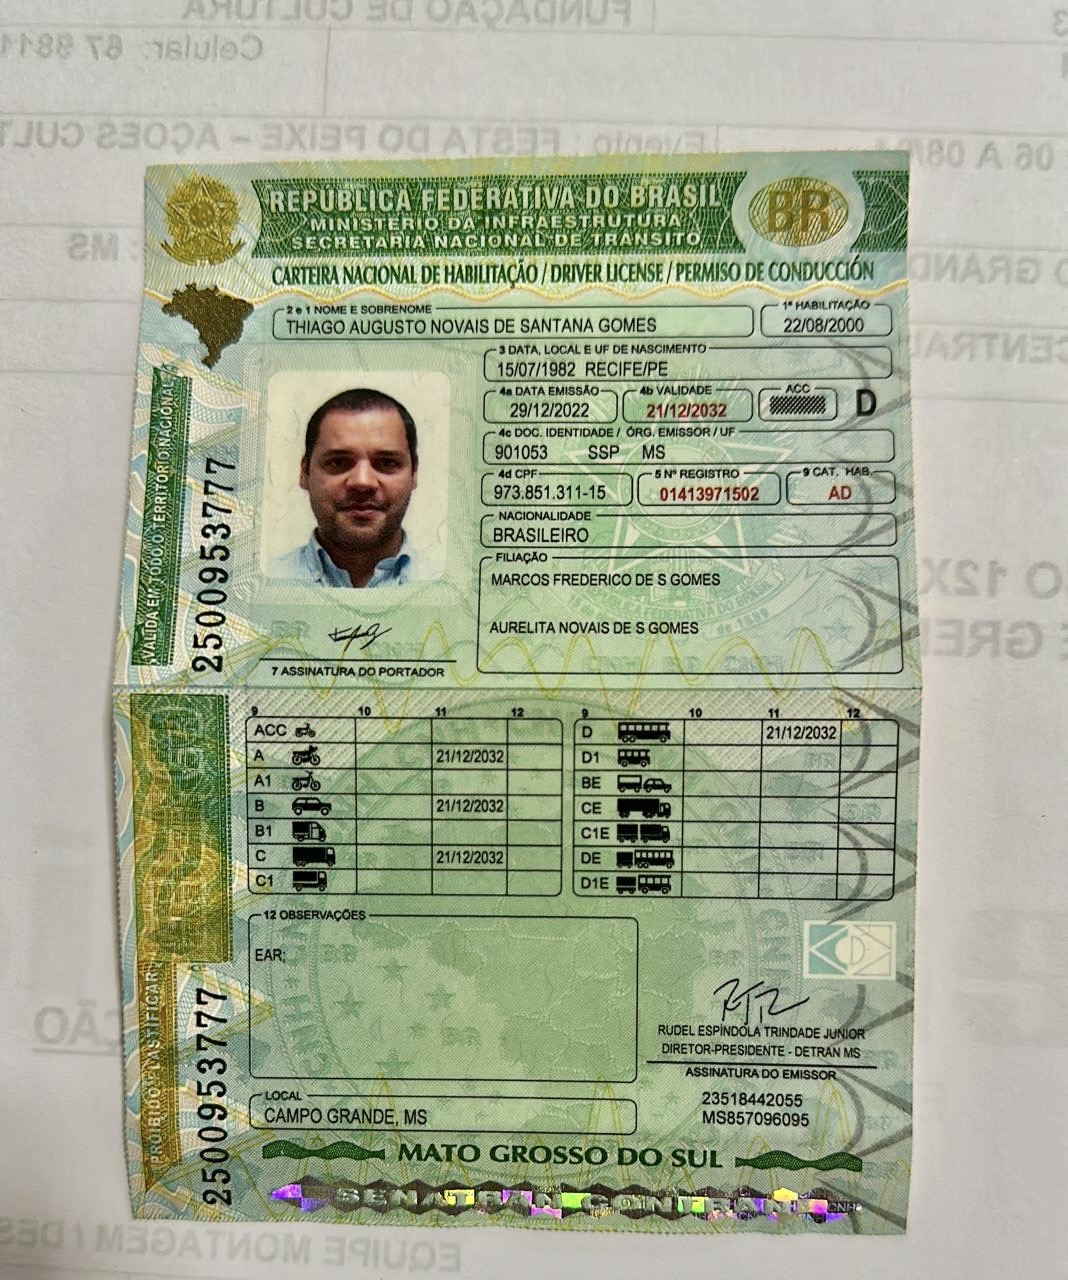 FUNDAÇÃO DE CULTURA
Celular: 67 9811
Evento: FESTA DO PEIXE – AÇOES CULT
06 A 08/
MS
REPÚBLICA FEDERATIVA DO BRASIL
MINISTÉRIO DA INFRAESTRUTURA
SECRETARIA NACIONAL DE TRÂNSITO
BR
CARTEIRA NACIONAL DE HABILITAÇÃO / DRIVER LICENSE / PERMISO DE CONDUCCIÓN
2 e 1 NOME E SOBRENOME
THIAGO AUGUSTO NOVAIS DE SANTANA GOMES
1ª HABILITAÇÃO
22/08/2000
3 DATA, LOCAL E UF DE NASCIMENTO
15/07/1982 RECIFE/PE
4a DATA EMISSÃO
29/12/2022
4b VALIDADE
21/12/2032
ACC
D
4c DOC. IDENTIDADE / ÓRG. EMISSOR / UF
901053 SSP MS
4d CPF
973.851.311-15
5 Nº REGISTRO
01413971502
9 CAT. HAB.
AD
NACIONALIDADE
BRASILEIRO
FILIAÇÃO
MARCOS FREDERICO DE S GOMES
AURELITA NOVAIS DE S GOMES
7 ASSINATURA DO PORTADOR
VÁLIDA EM TODO O TERRITÓRIO NACIONAL
2500953777
9 10 11 12
ACC
A 21/12/2032
A1
B 21/12/2032
B1
C 21/12/2032
C1
9 10 11 12
D 21/12/2032
D1
BE
CE
C1E
DE
D1E
12 OBSERVAÇÕES
EAR;
RUDEL ESPÍNDOLA TRINDADE JUNIOR
DIRETOR-PRESIDENTE - DETRAN MS
ASSINATURA DO EMISSOR
23518442055
MS857096095
LOCAL
CAMPO GRANDE, MS
PROIBIDO PLASTIFICAR
2500953777
MATO GROSSO DO SUL
SENATRAN CONTRAN
EQUIPE MONTAGEM / DES